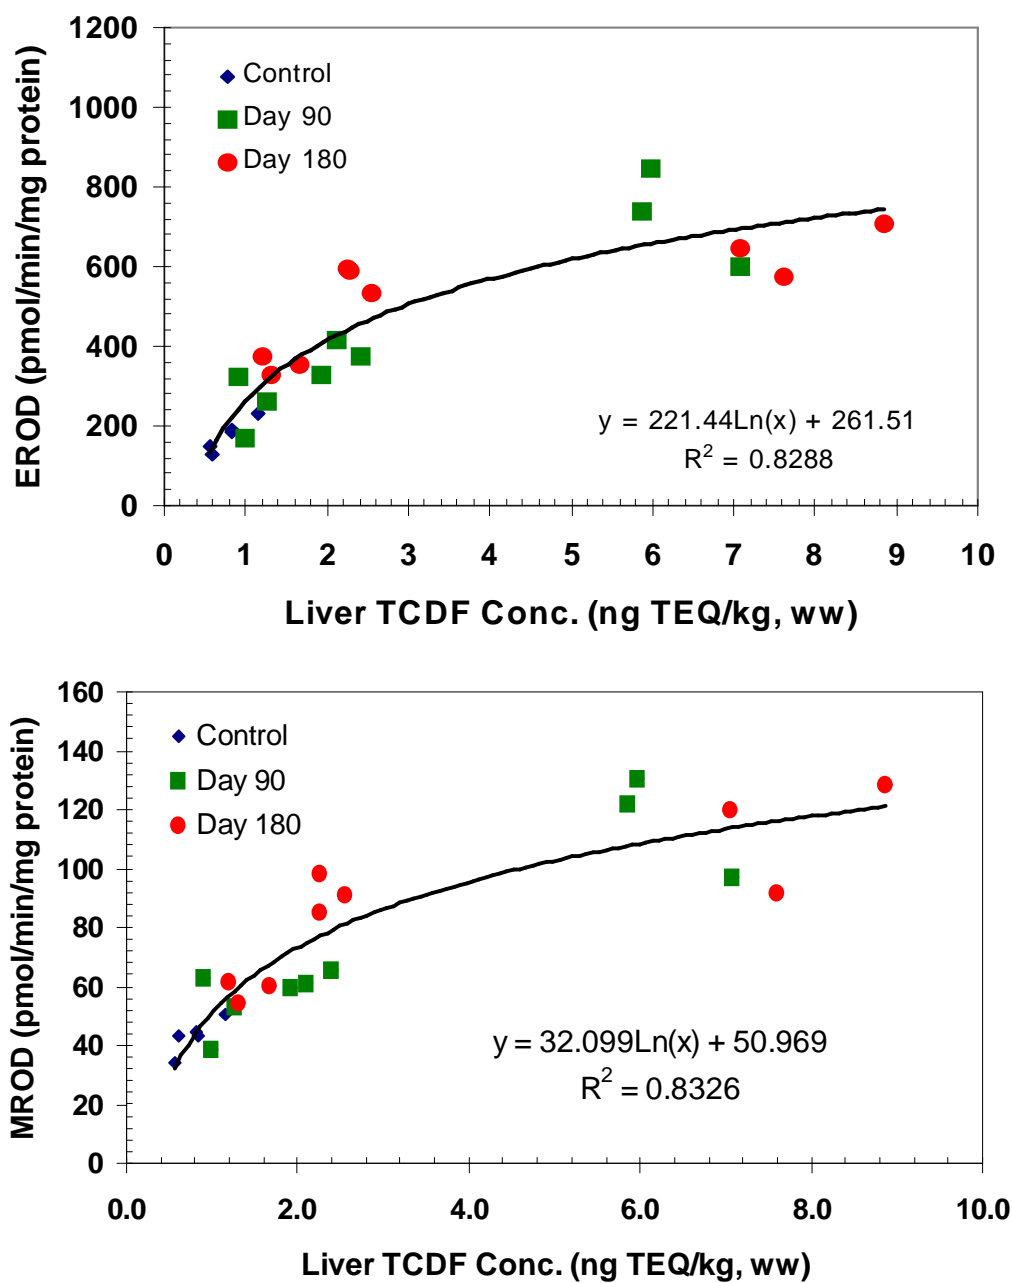 1200
1000
800
600
400
200
0
EROD (pmol/min/mg protein)
Control
Day 90
Day 180
y = 221.44Ln(x) + 261.51
R² = 0.8288
0 1 2 3 4 5 6 7 8 9 10
Liver TCDF Conc. (ng TEQ/kg, ww)
160
140
120
100
80
60
40
20
0
MROD (pmol/min/mg protein)
Control
Day 90
Day 180
y = 32.099Ln(x) + 50.969
R² = 0.8326
0.0 2.0 4.0 6.0 8.0 10.0
Liver TCDF Conc. (ng TEQ/kg, ww)